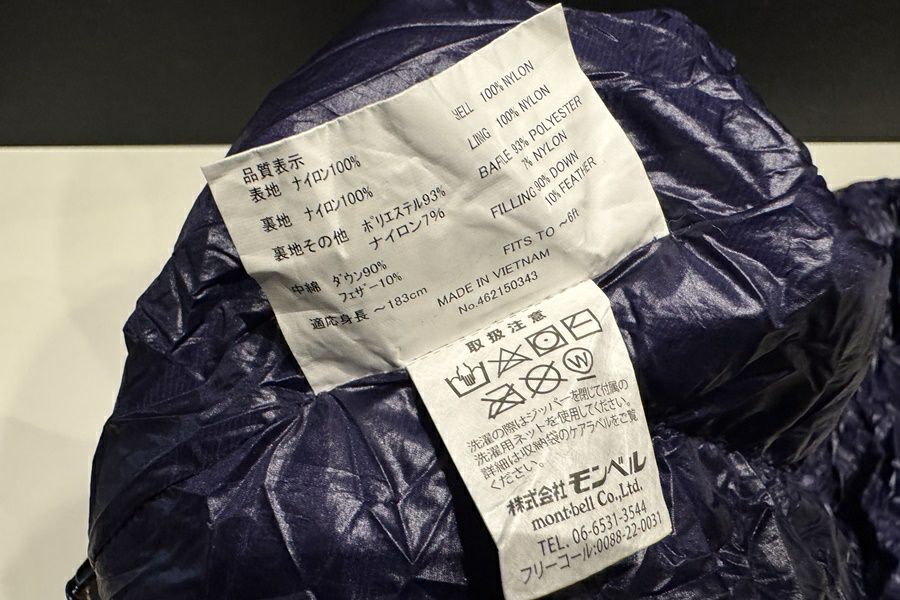 品質表示
表地 ナイロン100%
裏地 ナイロン100%
裏地その他 ポリエステル93%
ナイロン7%
中綿 ダウン90%
フェザー10%
適応身長 ～183cm
100% NYLON
100% NYLON
BAFLE 93% POLYESTER
7% NYLON
FILLING 90% DOWN
10% FEATHER
FITS TO ～6ft
MADE IN VIETNAM
No.462150343
取扱注意
W
洗濯の際はジッパーを閉じて付属の
洗濯用ネットを使用してください。
詳細は収納袋のケアラベルをご覧
ください。
株式会社 モンベル
mont-bell Co.,Ltd.
TEL. 06-6531-3544
フリーコール:0088-22-0031